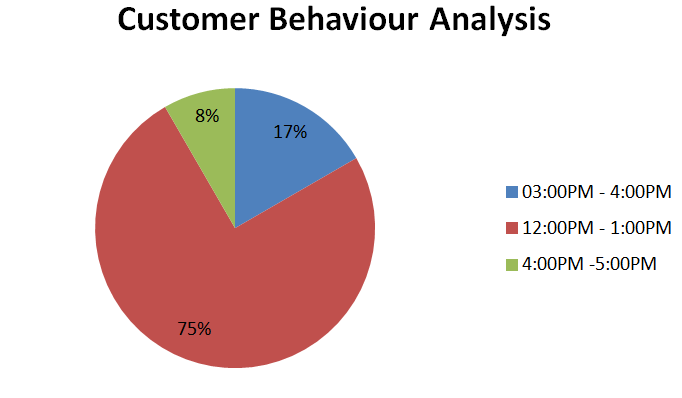 Customer Behaviour Analysis
8%
17%
75%
03:00PM - 4:00PM
12:00PM - 1:00PM
4:00PM -5:00PM